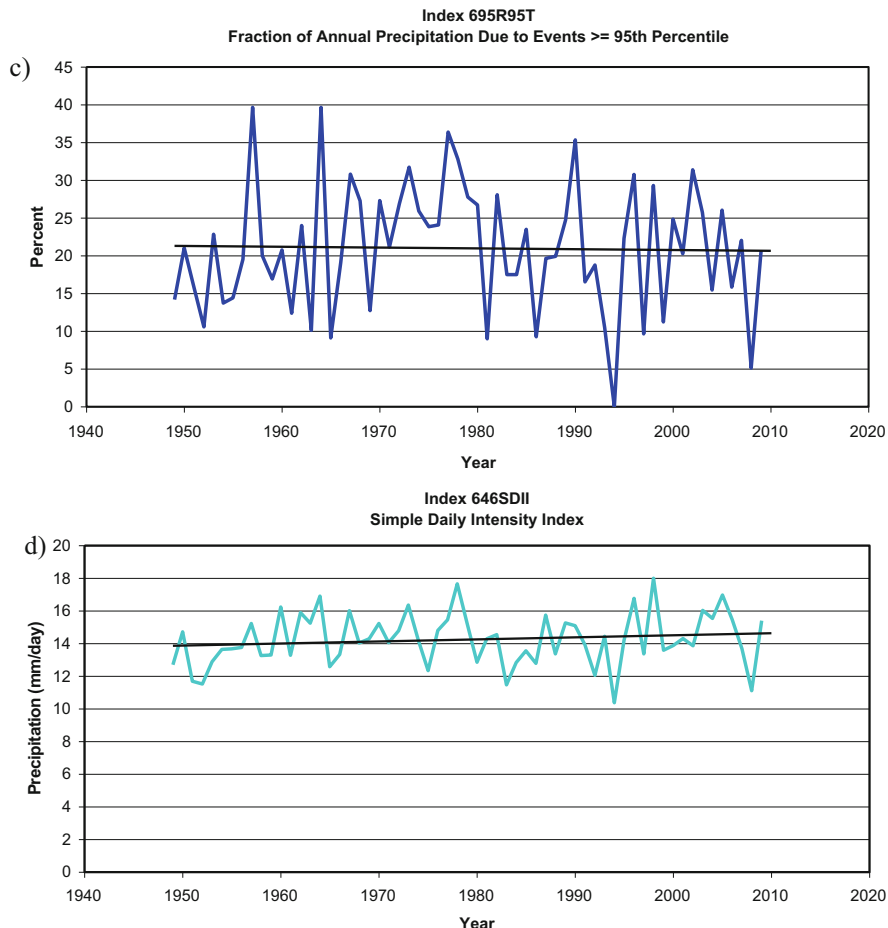 Index 695R95T
Fraction of Annual Precipitation Due to Events >= 95th Percentile
c)
Percent
45
40
35
30
25
20
15
10
5
0
1940 1950 1960 1970 1980 1990 2000 2010 2020
Year
Index 646SDII
Simple Daily Intensity Index
d)
Precipitation (mm/day)
20
18
16
14
12
10
8
6
4
2
0
1940 1950 1960 1970 1980 1990 2000 2010 2020
Year